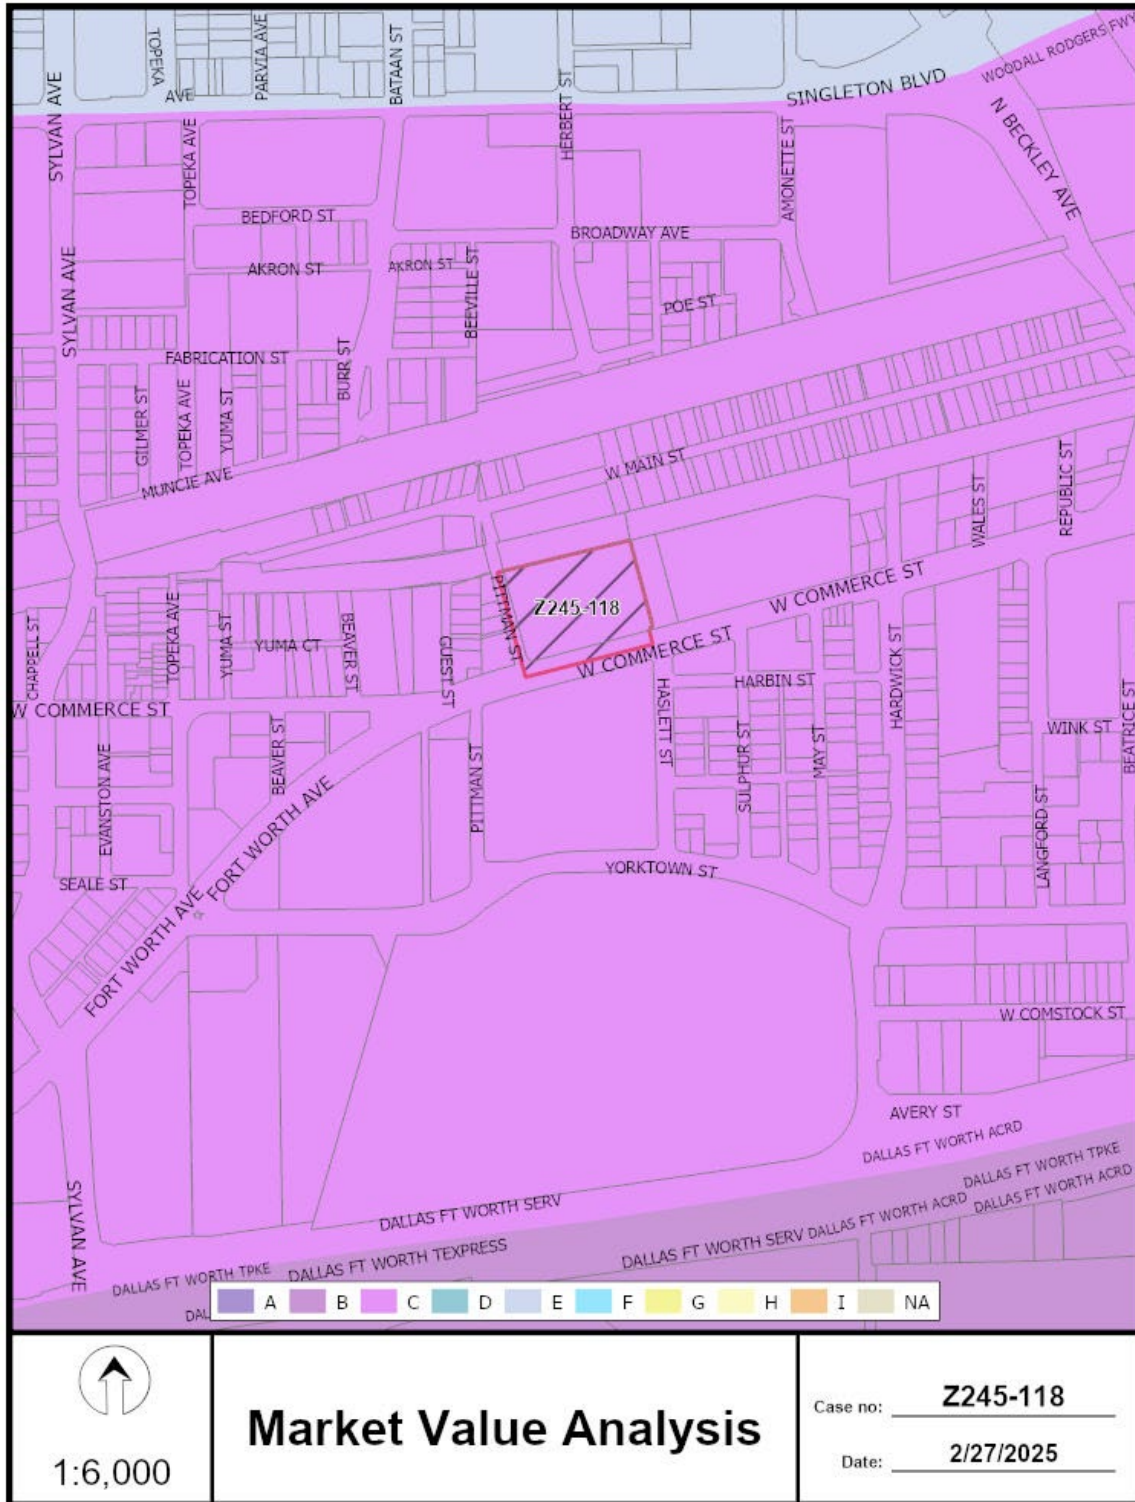 TOPEKA
AVE
PARVIA AVE
BATAAN ST
HERBERT ST
SINGLETON BLVD
WOODALL RODGERS FWY
SYLVAN AVE
TOPEKA AVE
AMONETTE ST
N BECKLEY AVE
BEDFORD ST
BROADWAY AVE
SYLVAN AVE
AKRON ST
AKRON ST
BEEVILLE ST
POE ST
FABRICATION ST
BURR ST
GILMER ST
TOPEKA AVE
YUMA ST
MUNCIE AVE
W MAIN ST
WALES ST
REPUBLIC ST
PITTMAN ST
Z245-118
W COMMERCE ST
W COMMERCE ST
CHAPPELL ST
TOPEKA AVE
YUMA ST
YUMA CT
BEAVER ST
GUEST ST
HASLETT ST
HARBIN ST
HARDWICK ST
W COMMERCE ST
EVANSTON AVE
BEAVER ST
PITTMAN ST
SULPHUR ST
MAY ST
WINK ST
BEATRICE ST
FORT WORTH AVE
LANGFORD ST
SEALE ST
YORKTOWN ST
FORT WORTH AVE
W COMSTOCK ST
AVERY ST
DALLAS FT WORTH ACRD
DALLAS FT WORTH TPKE
DALLAS FT WORTH ACRD
SYLVAN AVE
DALLAS FT WORTH SERV
DALLAS FT WORTH SERV
DALLAS FT WORTH ACRD
DALLAS FT WORTH TEXPRESS
DALLAS FT WORTH TPKE
DAL
A B C D E F G H I NA
1:6,000
Market Value Analysis
Case no: Z245-118
Date: 2/27/2025